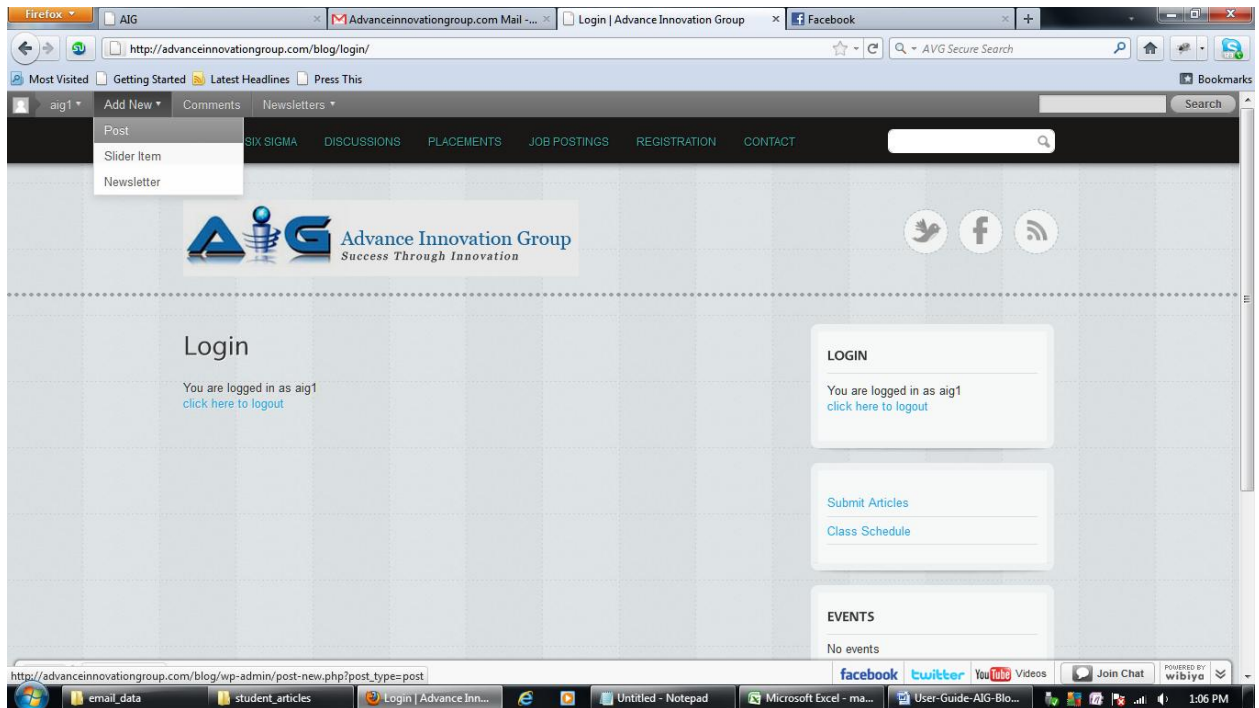 Firefox
AIG
Advanceinnovationgroup.com Mail -...
Login | Advance Innovation Group
Facebook
http://advanceinnovationgroup.com/blog/login/
AVG Secure Search
Most Visited Getting Started Latest Headlines Press This
Bookmarks
aig1 Add New Comments Newsletters
Search
Post
Slider Item
Newsletter
SIX SIGMA DISCUSSIONS PLACEMENTS JOB POSTINGS REGISTRATION CONTACT
AiG Advance Innovation Group
Success Through Innovation
Login
You are logged in as aig1
click here to logout
LOGIN
You are logged in as aig1
click here to logout
Submit Articles
Class Schedule
EVENTS
No events
http://advanceinnovationgroup.com/blog/wp-admin/post-new.php?post_type=post
facebook twitter YouTube Videos Join Chat POWERED BY wibiya
email_data student_articles Login | Advance Inn... Untitled - Notepad Microsoft Excel - ma... User-Guide-AIG-Blo... 1:06 PM